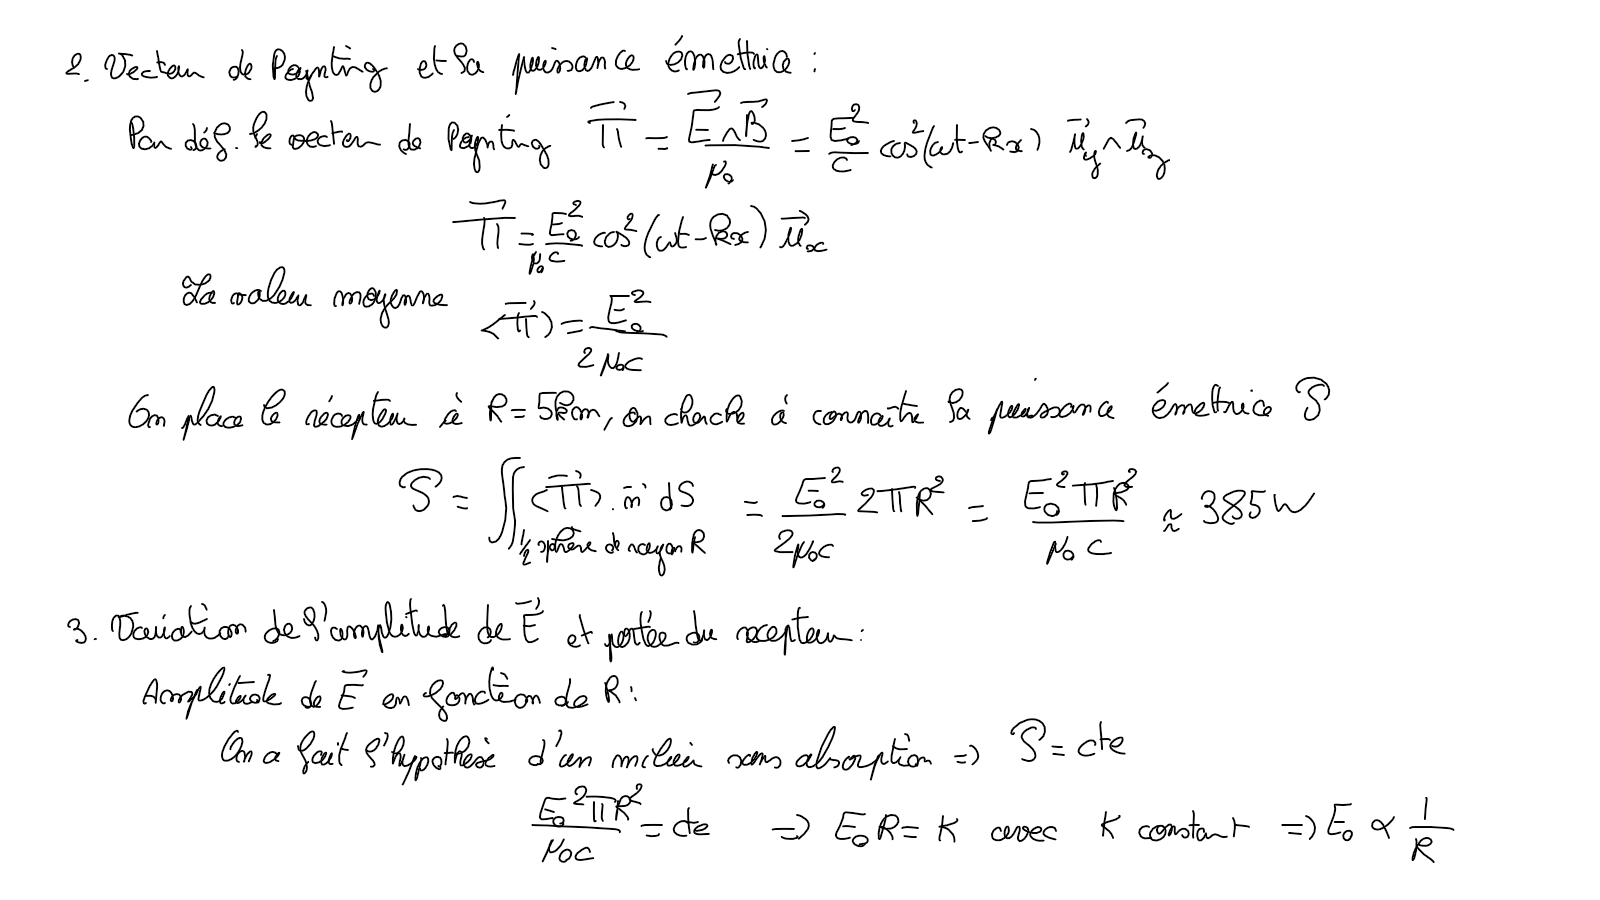 2. Vecteur de Poynting et la puissance émettrice :
Par déf. le vecteur de Poynting $\vec{\Pi} = \frac{\vec{E} \wedge \vec{B}}{\mu_0} = \frac{E_0^2}{c} \cos^2(\omega t - kx) \vec{u}_y \wedge \vec{u}_z$
$\vec{\Pi} = \frac{E_0^2}{\mu_0 c} \cos^2(\omega t - kx) \vec{u}_x$
La valeur moyenne $\langle \vec{\Pi} \rangle = \frac{E_0^2}{2 \mu_0 c}$
On place le récepteur à R = 5km, on cherche à connaître la puissance émettrice $\mathcal{P}$
$\mathcal{P} = \iint_{1/2 \text{ sphère de rayon } R} \langle \vec{\Pi} \rangle . \vec{n} \, dS = \frac{E_0^2}{2 \mu_0 c} 2 \pi R^2 = \frac{E_0^2 \pi R^2}{\mu_0 c} \approx 385 W$
3. Variation de l'amplitude de $\vec{E}$ et portée du recepteur :
Amplitude de $\vec{E}$ en fonction de R :
On a fait l'hypothèse d'un milieu sans absorption => $\mathcal{P}$ = cte
$\frac{E_0^2 \pi R^2}{\mu_0 c}$ = cte => $E_0 R = K$ avec K constant => $E_0 \propto \frac{1}{R}$